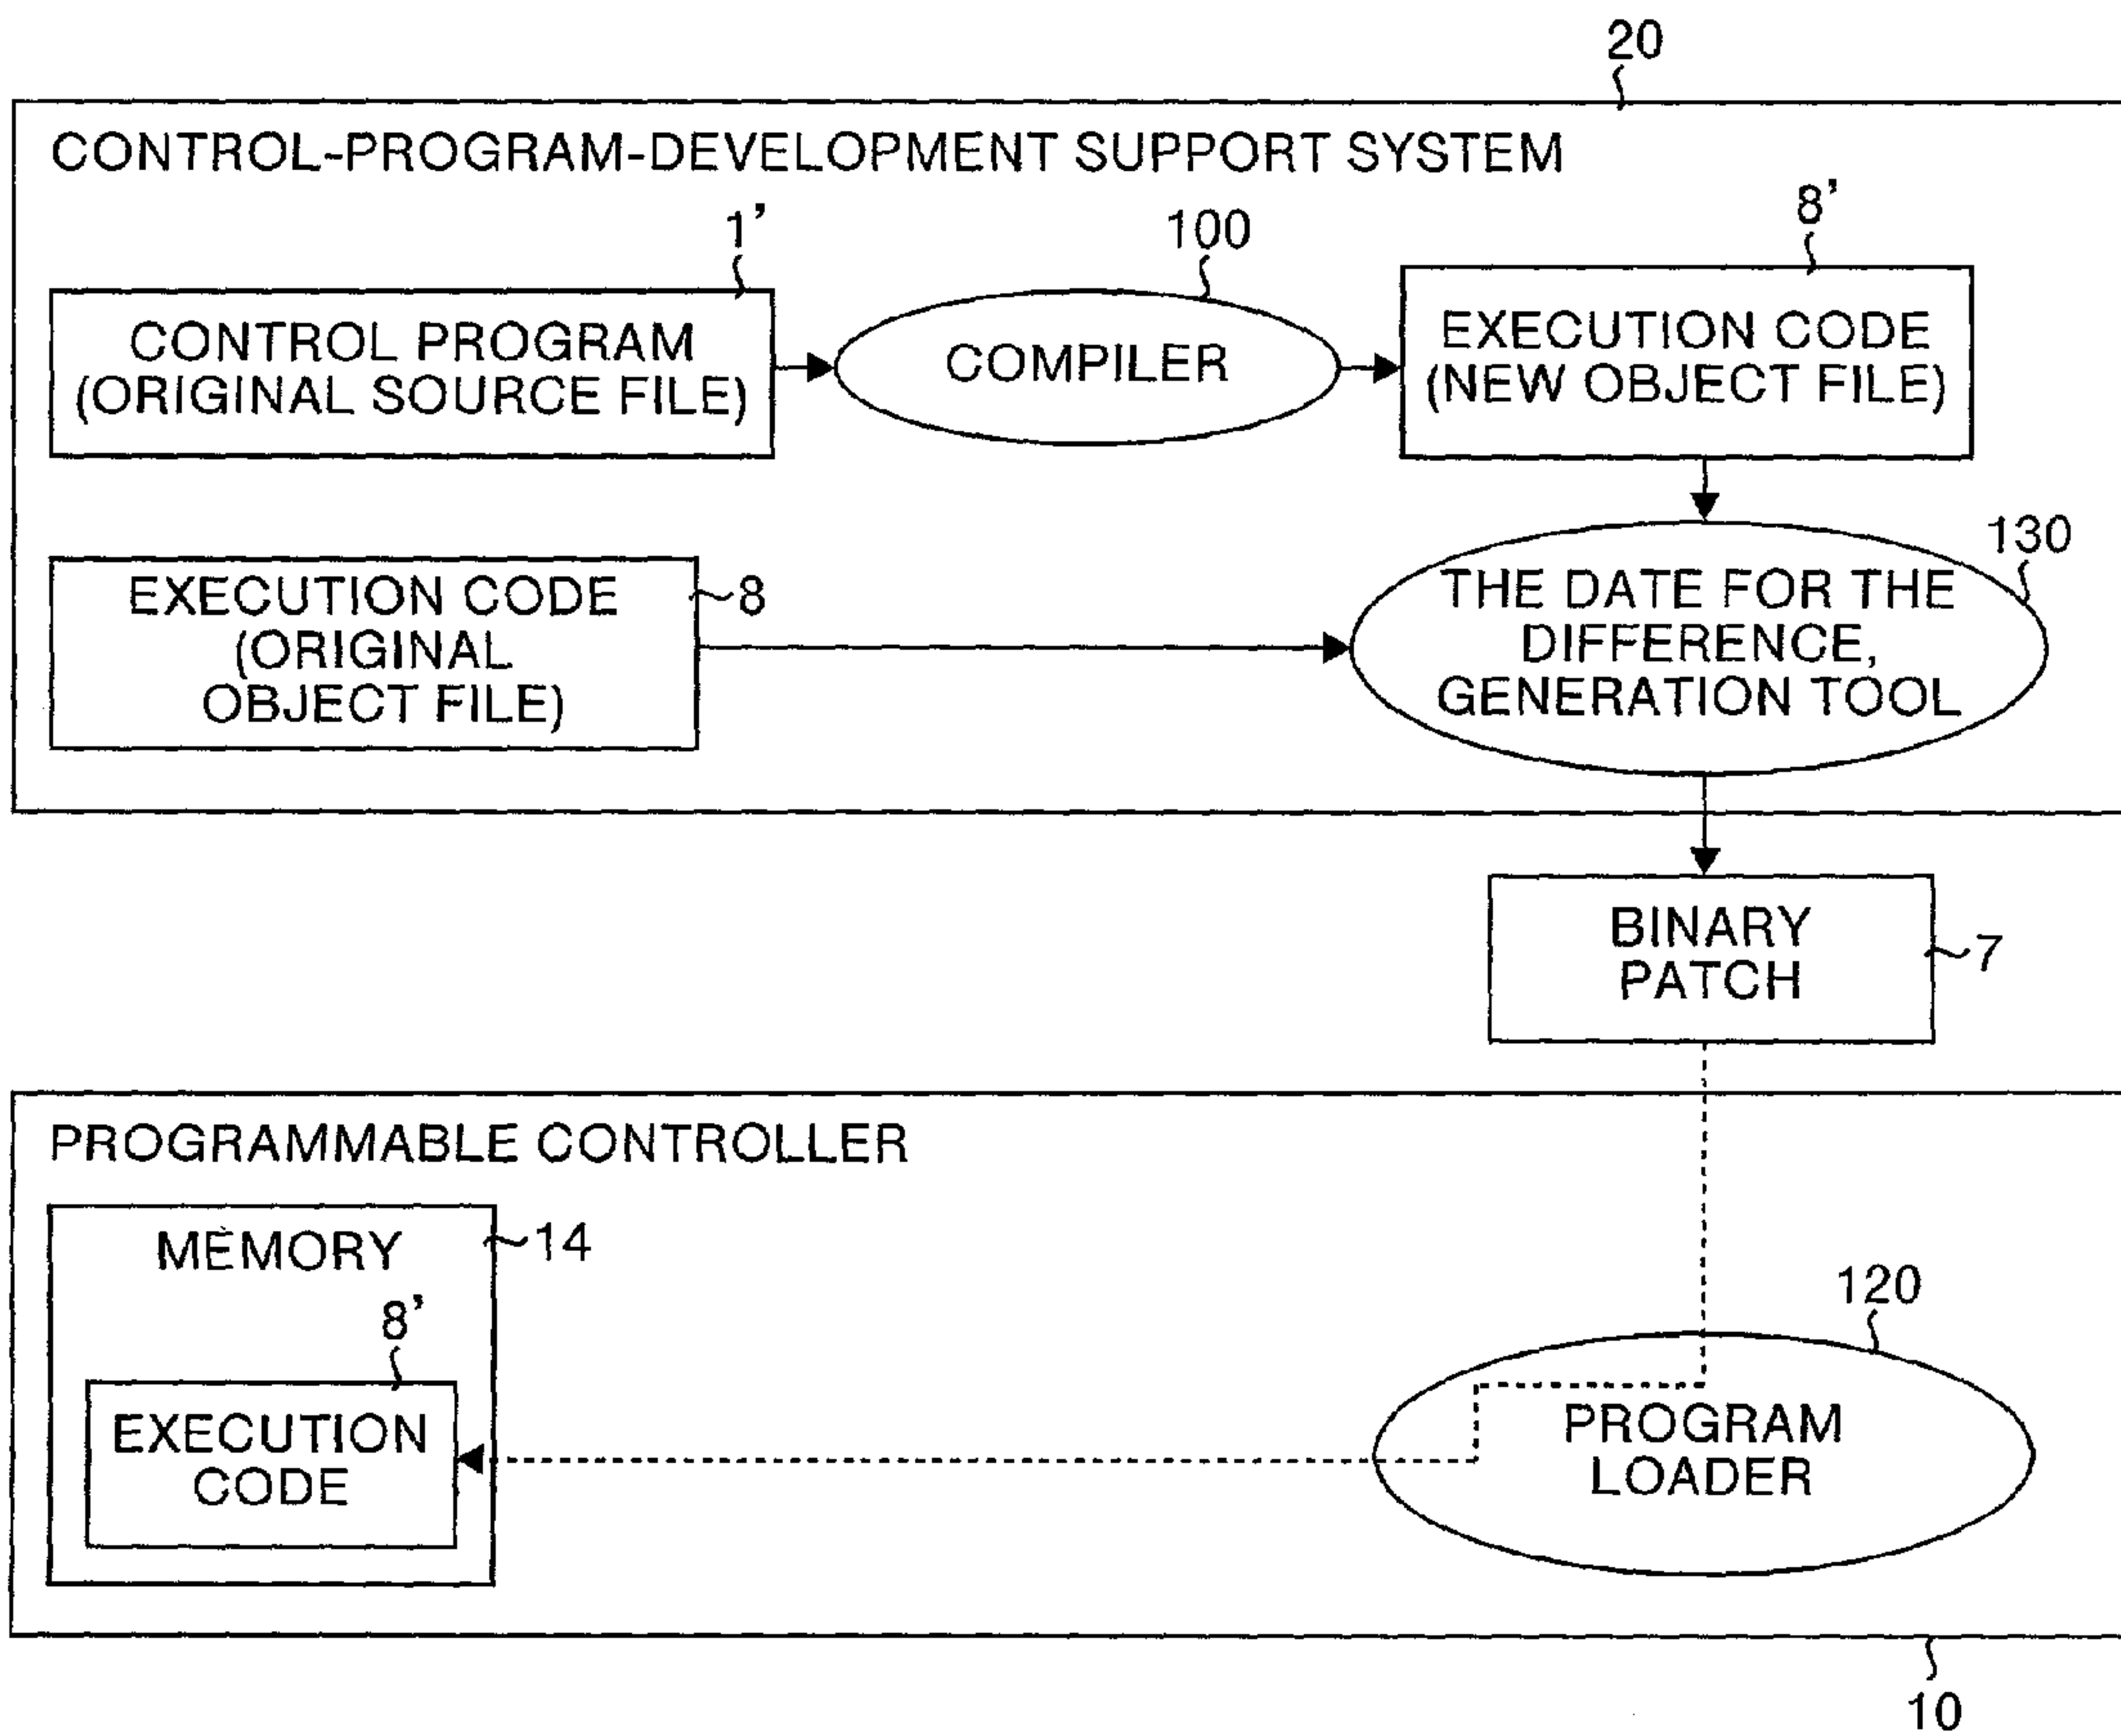 20
CONTROL-PROGRAM-DEVELOPMENT SUPPORT SYSTEM
1’
100
8’
CONTROL PROGRAM
(ORIGINAL SOURCE FILE)
COMPILER
EXECUTION CODE
(NEW OBJECT FILE)
130
EXECUTION CODE
(ORIGINAL
OBJECT FILE)
8
THE DATE FOR THE
DIFFERENCE,
GENERATION TOOL
BINARY
PATCH
7
PROGRAMMABLE CONTROLLER
MEMORY
14
8’
EXECUTION
CODE
120
PROGRAM
LOADER
10